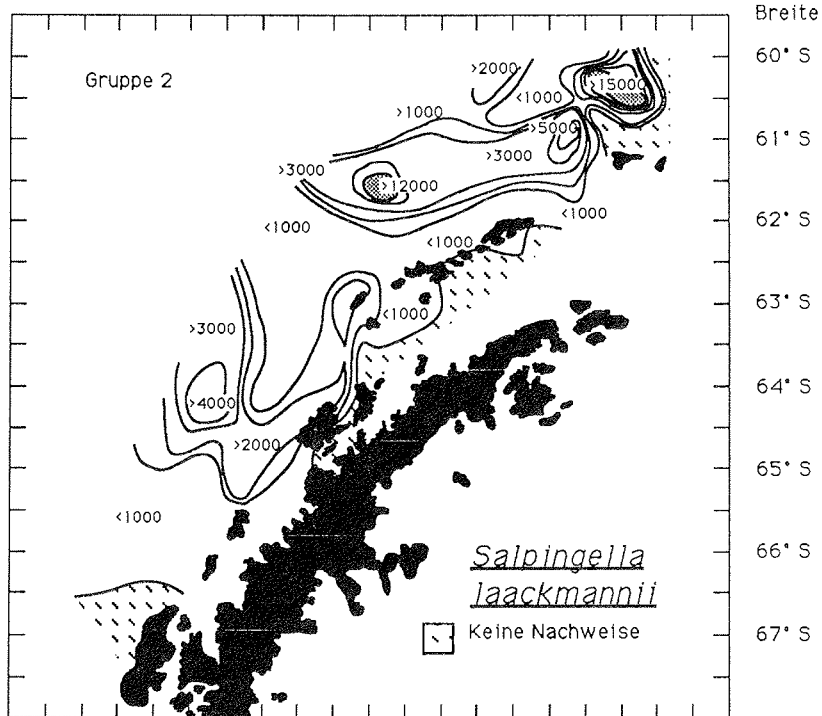 Breite
60° S
>2000
Gruppe 2
>15000
<1000
>1000
>5000
61° S
>3000
>3000
>12000
62° S
<1000
<1000
<1000
63° S
<1000
>3000
64° S
>4000
>2000
65° S
<1000
66° S
Salpingella
laackmannii
Keine Nachweise
67° S